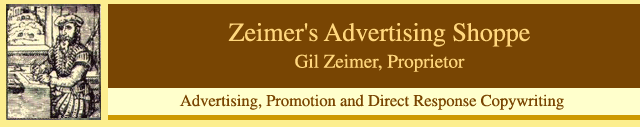 Zeimer's Advertising Shoppe
Gil Zeimer, Proprietor
Advertising, Promotion and Direct Response Copywriting